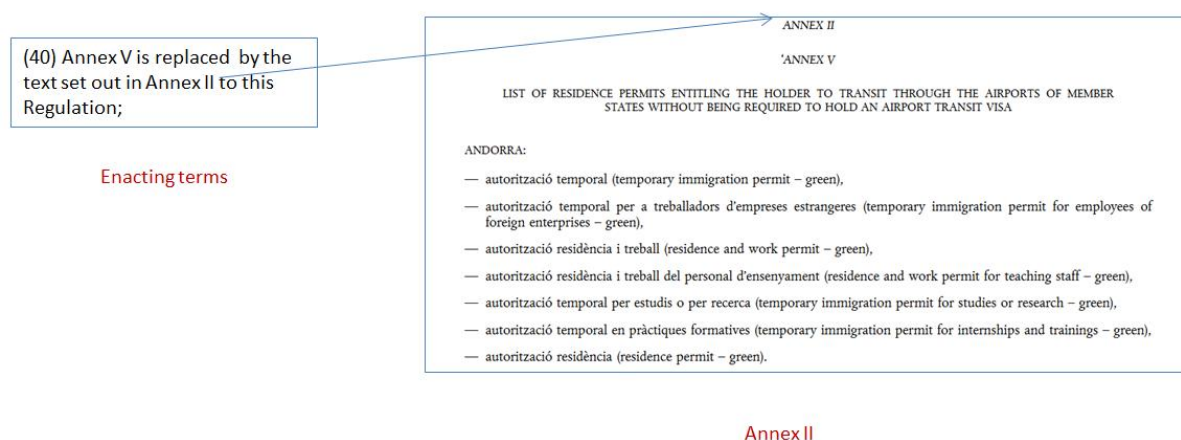 (40) Annex V is replaced by the
text set out in Annex II to this
Regulation;
Enacting terms
ANNEX II
'ANNEX V
LIST OF RESIDENCE PERMITS ENTITLING THE HOLDER TO TRANSIT THROUGH THE AIRPORTS OF MEMBER
STATES WITHOUT BEING REQUIRED TO HOLD AN AIRPORT TRANSIT VISA
ANDORRA:
— autorització temporal (temporary immigration permit – green),
— autorització temporal per a treballadors d'empreses estrangeres (temporary immigration permit for employees of
foreign enterprises – green),
— autorització residència i treball (residence and work permit – green),
— autorització residència i treball del personal d'ensenyament (residence and work permit for teaching staff – green),
— autorització temporal per estudis o per recerca (temporary immigration permit for studies or research – green),
— autorització temporal en pràctiques formatives (temporary immigration permit for internships and trainings – green),
— autorització residència (residence permit – green).
Annex II